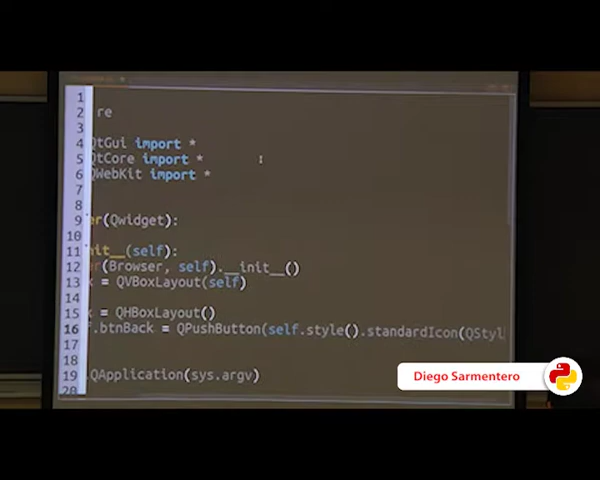 1
2 re
3
4 QtGui import *
5 QtCore import *
6 QWebKit import *
7
8
9 er(Qwidget):
10
11 nit__(self):
12 er(Browser, self).__init__()
13 k = QVBoxLayout(self)
14
15 k = QHBoxLayout()
16 f.btnBack = QPushButton(self.style().standardIcon(QStyl
17
18
19 .QApplication(sys.argv)
20
Diego Sarmentero